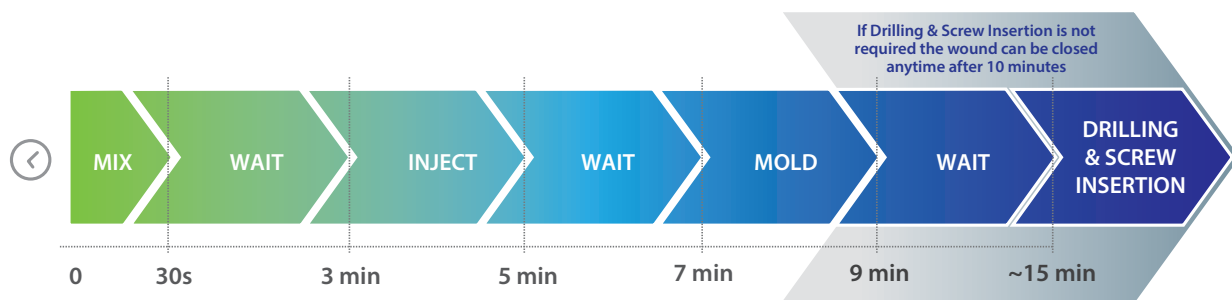 If Drilling & Screw Insertion is not
required the wound can be closed
anytime after 10 minutes
MIX
WAIT
INJECT
WAIT
MOLD
WAIT
DRILLING
& SCREW
INSERTION
0
30s
3 min
5 min
7 min
9 min
~15 min